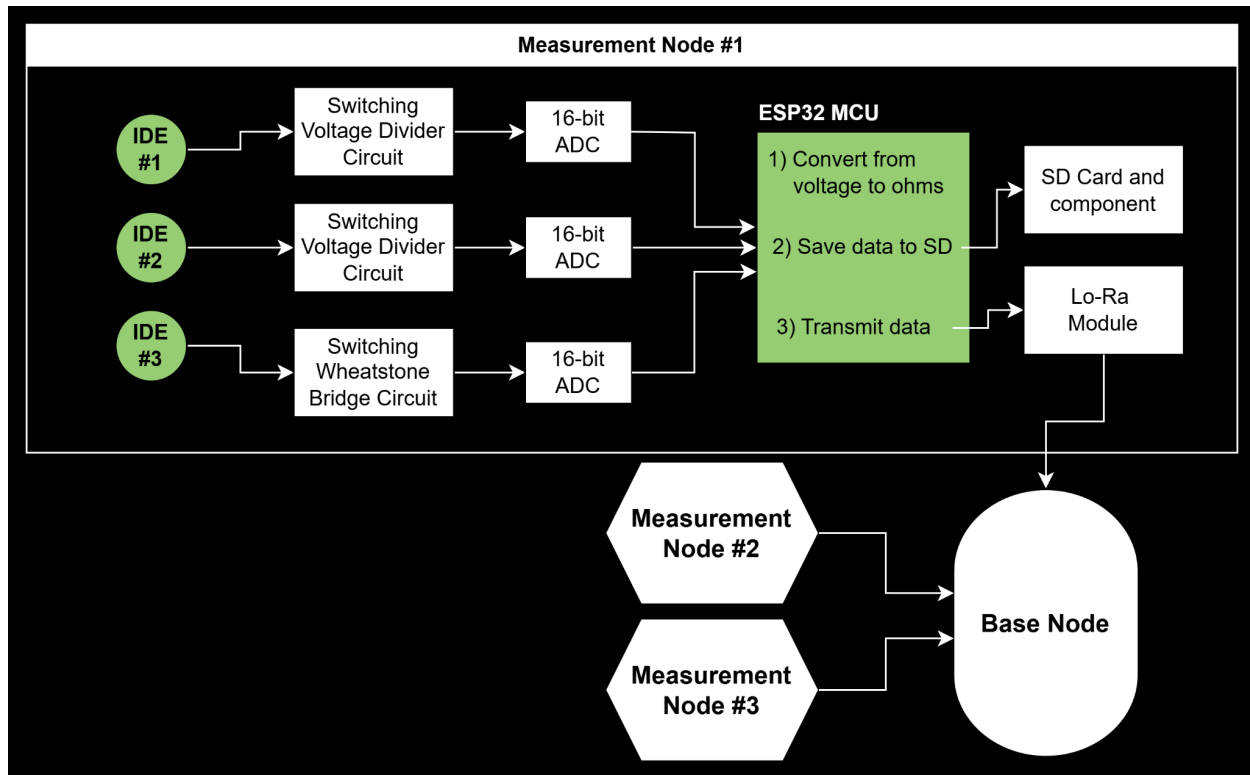 Measurement Node #1
IDE
#1
Switching
Voltage Divider
Circuit
16-bit
ADC
IDE
#2
Switching
Voltage Divider
Circuit
16-bit
ADC
IDE
#3
Switching
Wheatstone
Bridge Circuit
16-bit
ADC
ESP32 MCU
1) Convert from
voltage to ohms
2) Save data to SD
3) Transmit data
SD Card and
component
Lo-Ra
Module
Measurement
Node #2
Measurement
Node #3
Base Node